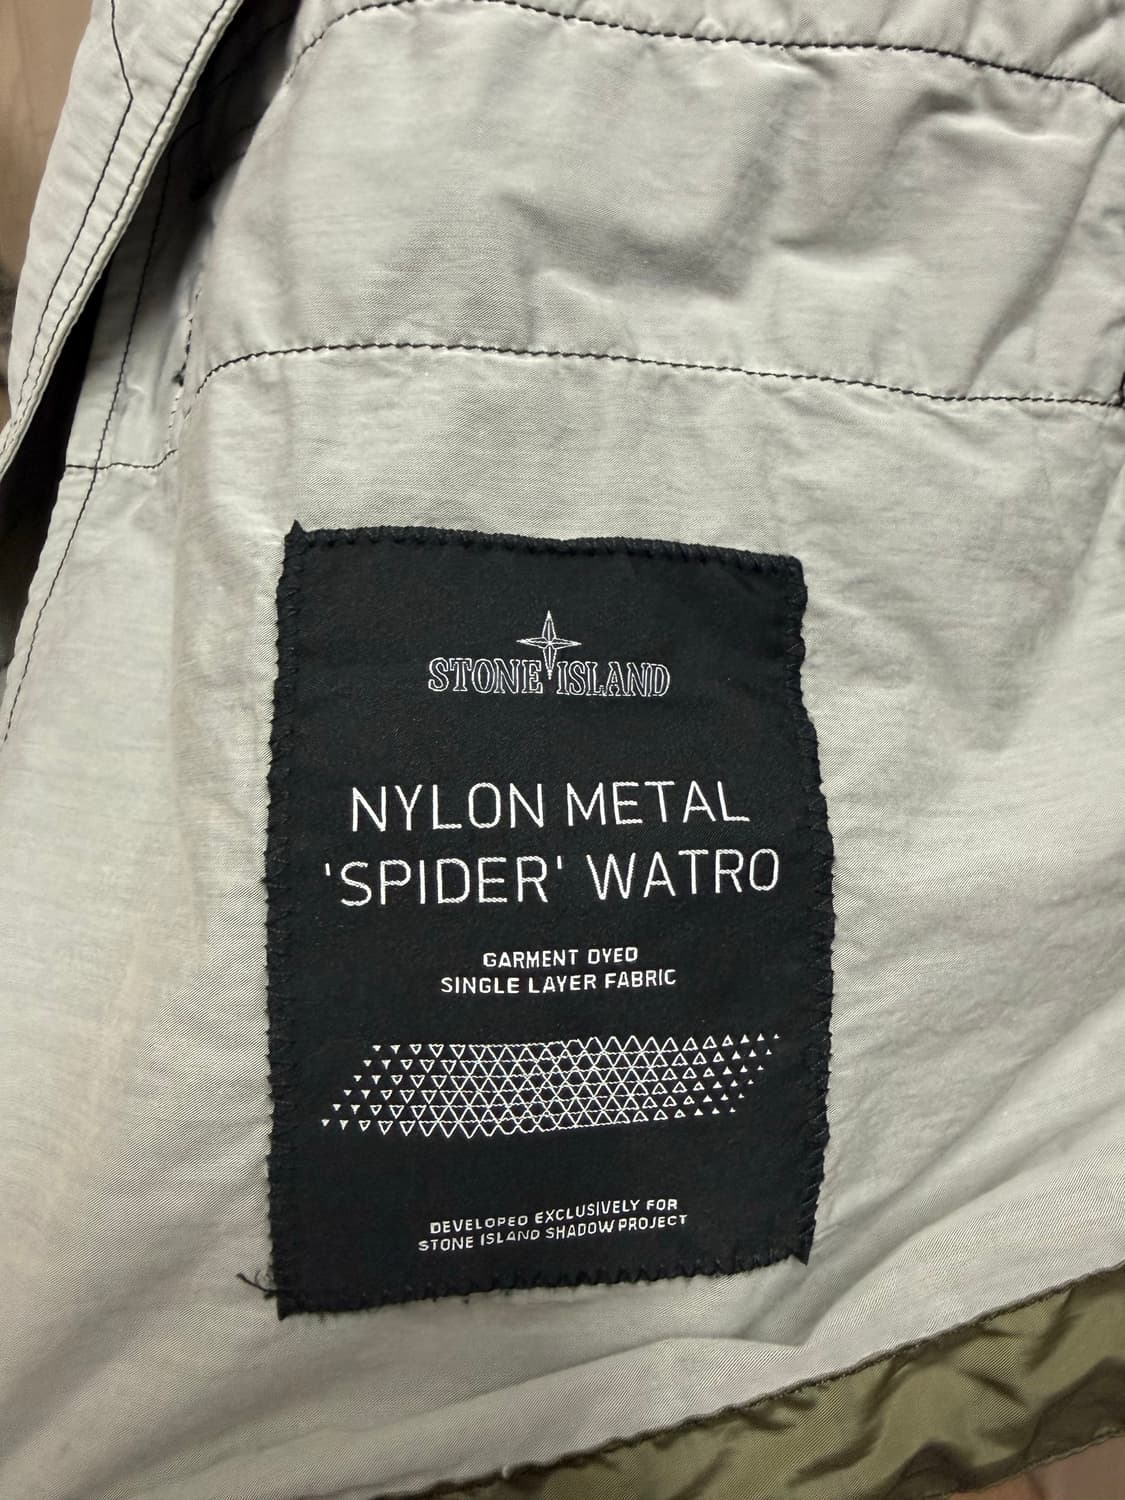 STONE ISLAND
NYLON METAL
'SPIDER' WATRO
GARMENT DYED
SINGLE LAYER FABRIC
DEVELOPED EXCLUSIVELY FOR
STONE ISLAND SHADOW PROJECT